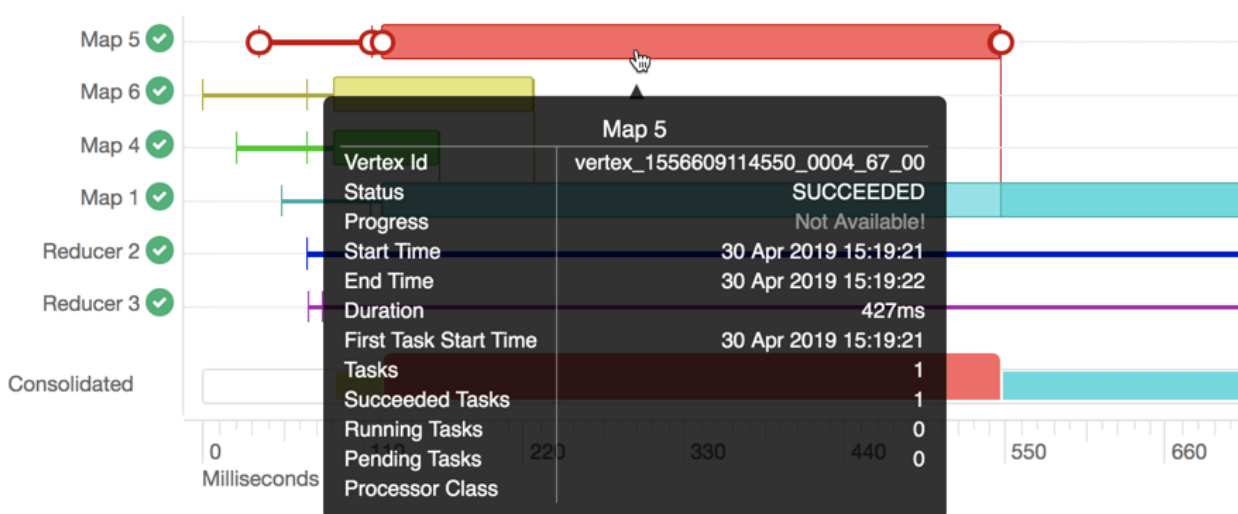 Map 5
Map 6
Map 4
Map 1
Reducer 2
Reducer 3
Consolidated
Map 5
Vertex Id vertex_1556609114550_0004_67_00
Status SUCCEEDED
Progress Not Available!
Start Time 30 Apr 2019 15:19:21
End Time 30 Apr 2019 15:19:22
Duration 427ms
First Task Start Time 30 Apr 2019 15:19:21
Tasks 1
Succeeded Tasks 1
Running Tasks 0
Pending Tasks 0
Processor Class
0 110 220 330 440 550 660
Milliseconds